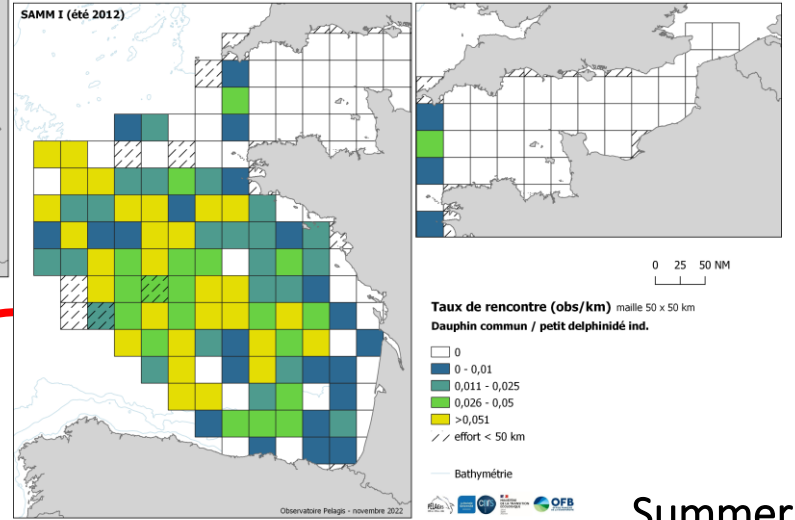 SAMM I (été 2012)
0 25 50 NM
Taux de rencontre (obs/km) maille 50 x 50 km
Dauphin commun / petit delphinidé ind.
0
0 - 0,01
0,011 - 0,025
0,026 - 0,05
>0,051
effort < 50 km
Bathymétrie
cnrs
OFB
Observatoire Pelagis - novembre 2022
Summer